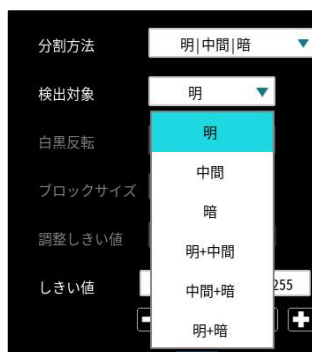 分割方法 明|中間|暗
検出対象 明
明
白黒反転
中間
ブロックサイズ
暗
調整しきい値
明+中間
しきい値 255
中間+暗
明+暗